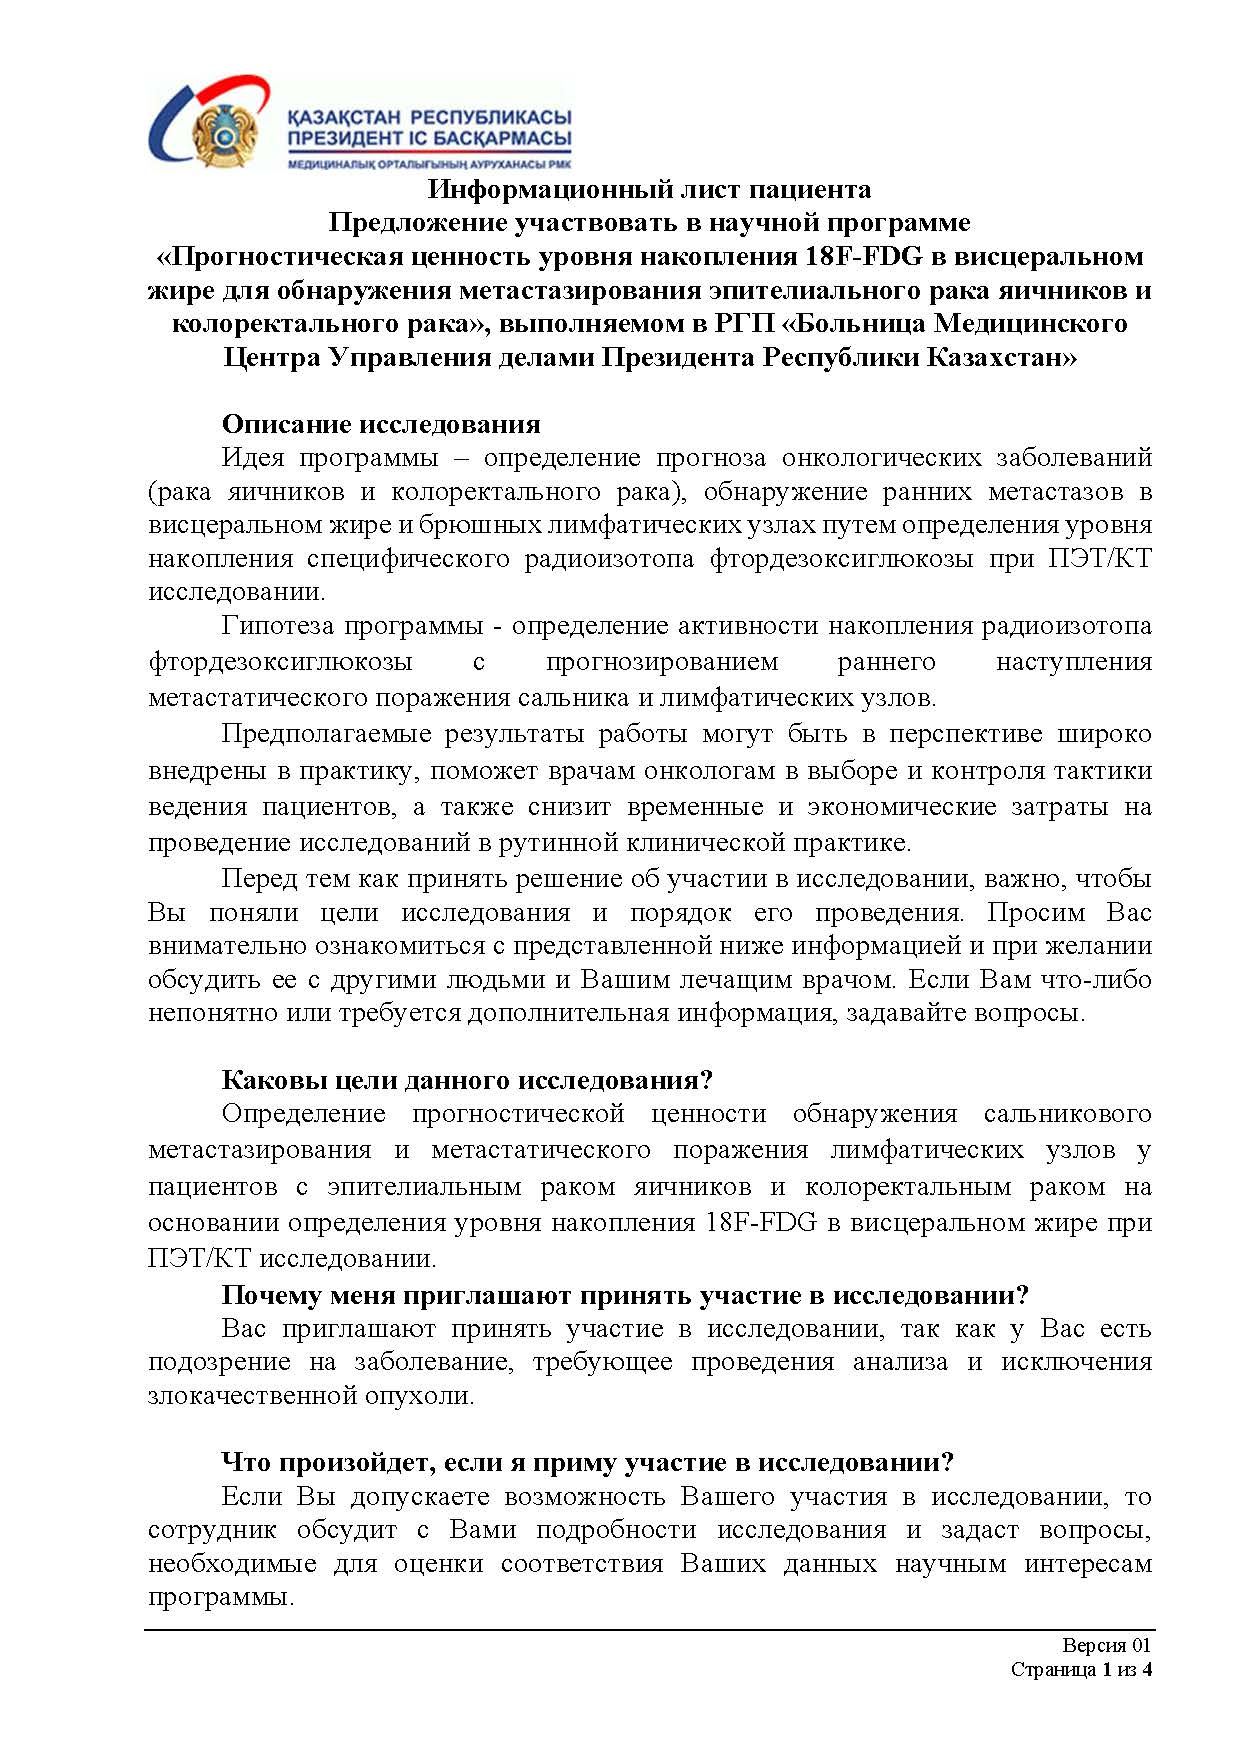 ҚАЗАҚСТАН РЕСПУБЛИКАСЫ
ПРЕЗИДЕНТ ІС БАСҚАРМАСЫ
МЕДИЦИНАЛЫҚ ОРТАЛЫҒЫНЫҢ АУРУХАНАСЫ РМК
Информационный лист пациента
Предложение участвовать в научной программе
«Прогностическая ценность уровня накопления 18F-FDG в висцеральном
жире для обнаружения метастазирования эпителиального рака яичников и
колоректального рака», выполняемом в РГП «Больница Медицинского
Центра Управления делами Президента Республики Казахстан»
Описание исследования
Идея программы – определение прогноза онкологических заболеваний
(рака яичников и колоректального рака), обнаружение ранних метастазов в
висцеральном жире и брюшных лимфатических узлах путем определения уровня
накопления специфического радиоизотопа фтордезоксиглюкозы при ПЭТ/КТ
исследовании.
Гипотеза программы - определение активности накопления радиоизотопа
фтордезоксиглюкозы с прогнозированием раннего наступления
метастатического поражения сальника и лимфатических узлов.
Предполагаемые результаты работы могут быть в перспективе широко
внедрены в практику, поможет врачам онкологам в выборе и контроля тактики
ведения пациентов, а также снизит временные и экономические затраты на
проведение исследований в рутинной клинической практике.
Перед тем как принять решение об участии в исследовании, важно, чтобы
Вы поняли цели исследования и порядок его проведения. Просим Вас
внимательно ознакомиться с представленной ниже информацией и при желании
обсудить ее с другими людьми и Вашим лечащим врачом. Если Вам что-либо
непонятно или требуется дополнительная информация, задавайте вопросы.
Каковы цели данного исследования?
Определение прогностической ценности обнаружения сальникового
метастазирования и метастатического поражения лимфатических узлов у
пациентов с эпителиальным раком яичников и колоректальным раком на
основании определения уровня накопления 18F-FDG в висцеральном жире при
ПЭТ/КТ исследовании.
Почему меня приглашают принять участие в исследовании?
Вас приглашают принять участие в исследовании, так как у Вас есть
подозрение на заболевание, требующее проведения анализа и исключения
злокачественной опухоли.
Что произойдет, если я приму участие в исследовании?
Если Вы допускаете возможность Вашего участия в исследовании, то
сотрудник обсудит с Вами подробности исследования и задаст вопросы,
необходимые для оценки соответствия Ваших данных научным интересам
программы.
Версия 01
Страница 1 из 4